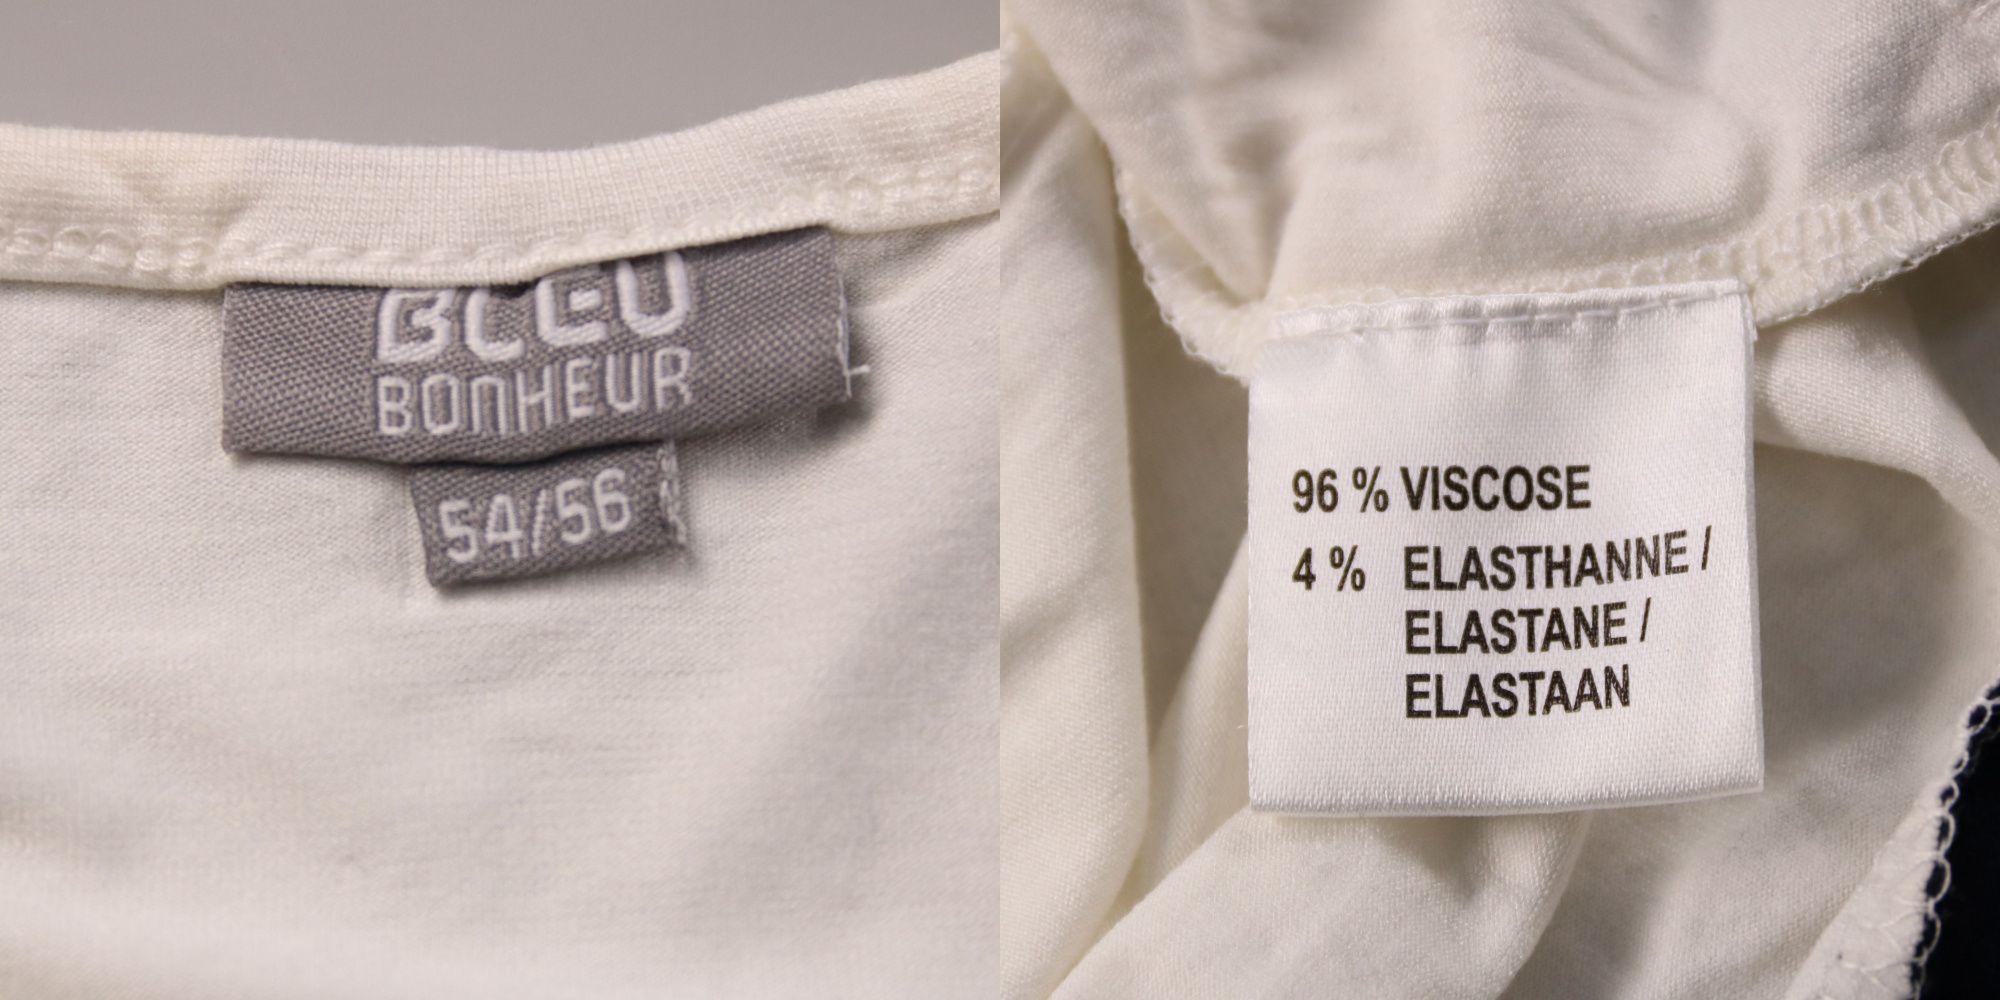 BLEU
BONHEUR
54/56
96 % VISCOSE
4 % ELASTHANNE /
ELASTANE /
ELASTAAN